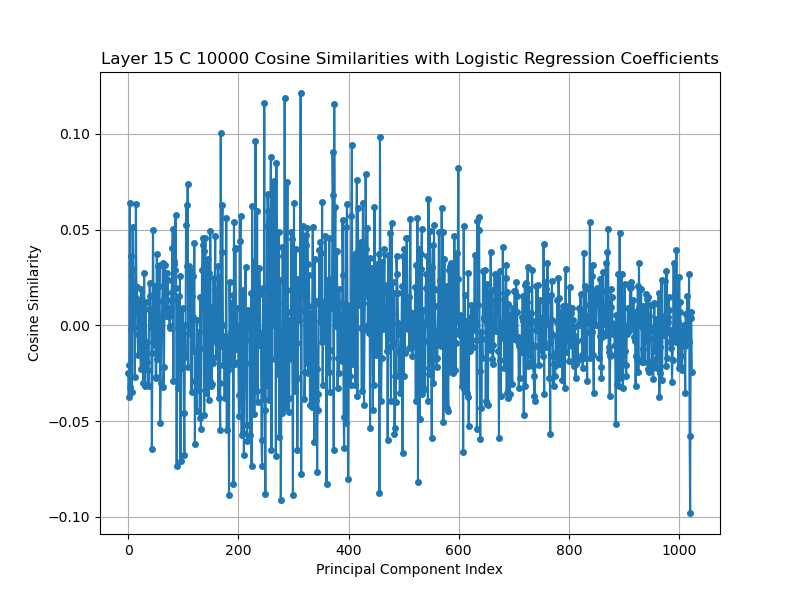 Layer 15 C 10000 Cosine Similarities with Logistic Regression Coefficients
Cosine Similarity
0.10
0.05
0.00
−0.05
−0.10
0 200 400 600 800 1000
Principal Component Index